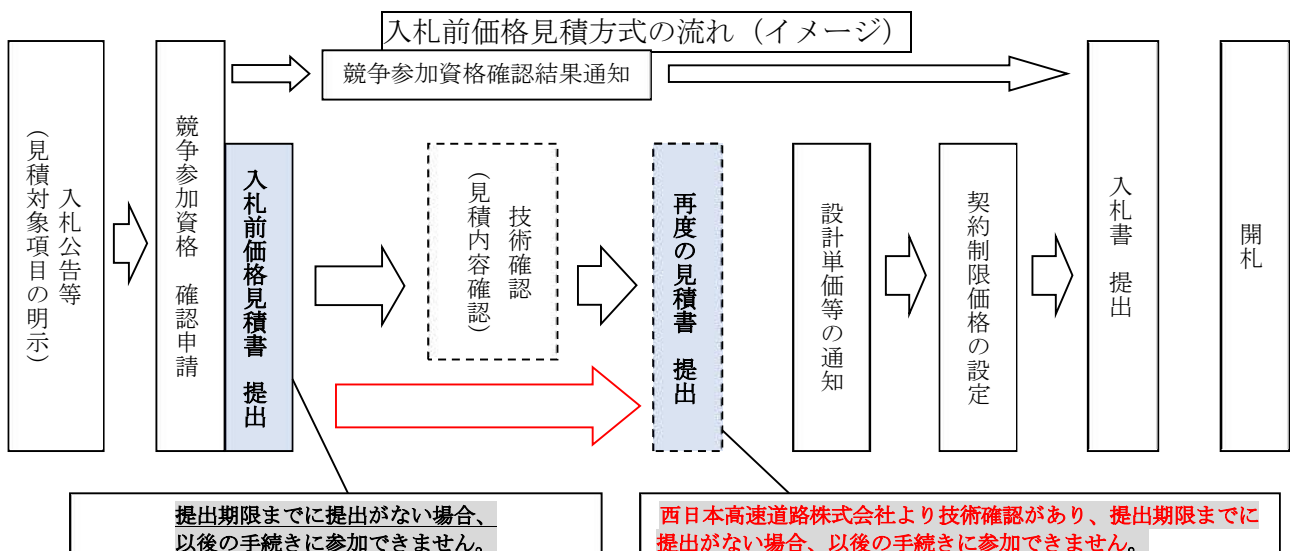 入札前価格見積方式の流れ（イメージ）
入札公告等
（見積対象項目の明示）
競争参加資格　確認申請
入札前価格見積書　提出
競争参加資格確認結果通知
技術確認
（見積内容確認）
再度の見積書　提出
設計単価等の通知
契約制限価格の設定
入札書　提出
開札
提出期限までに提出がない場合、
以後の手続きに参加できません。
西日本高速道路株式会社より技術確認があり、提出期限までに
提出がない場合、以後の手続きに参加できません。